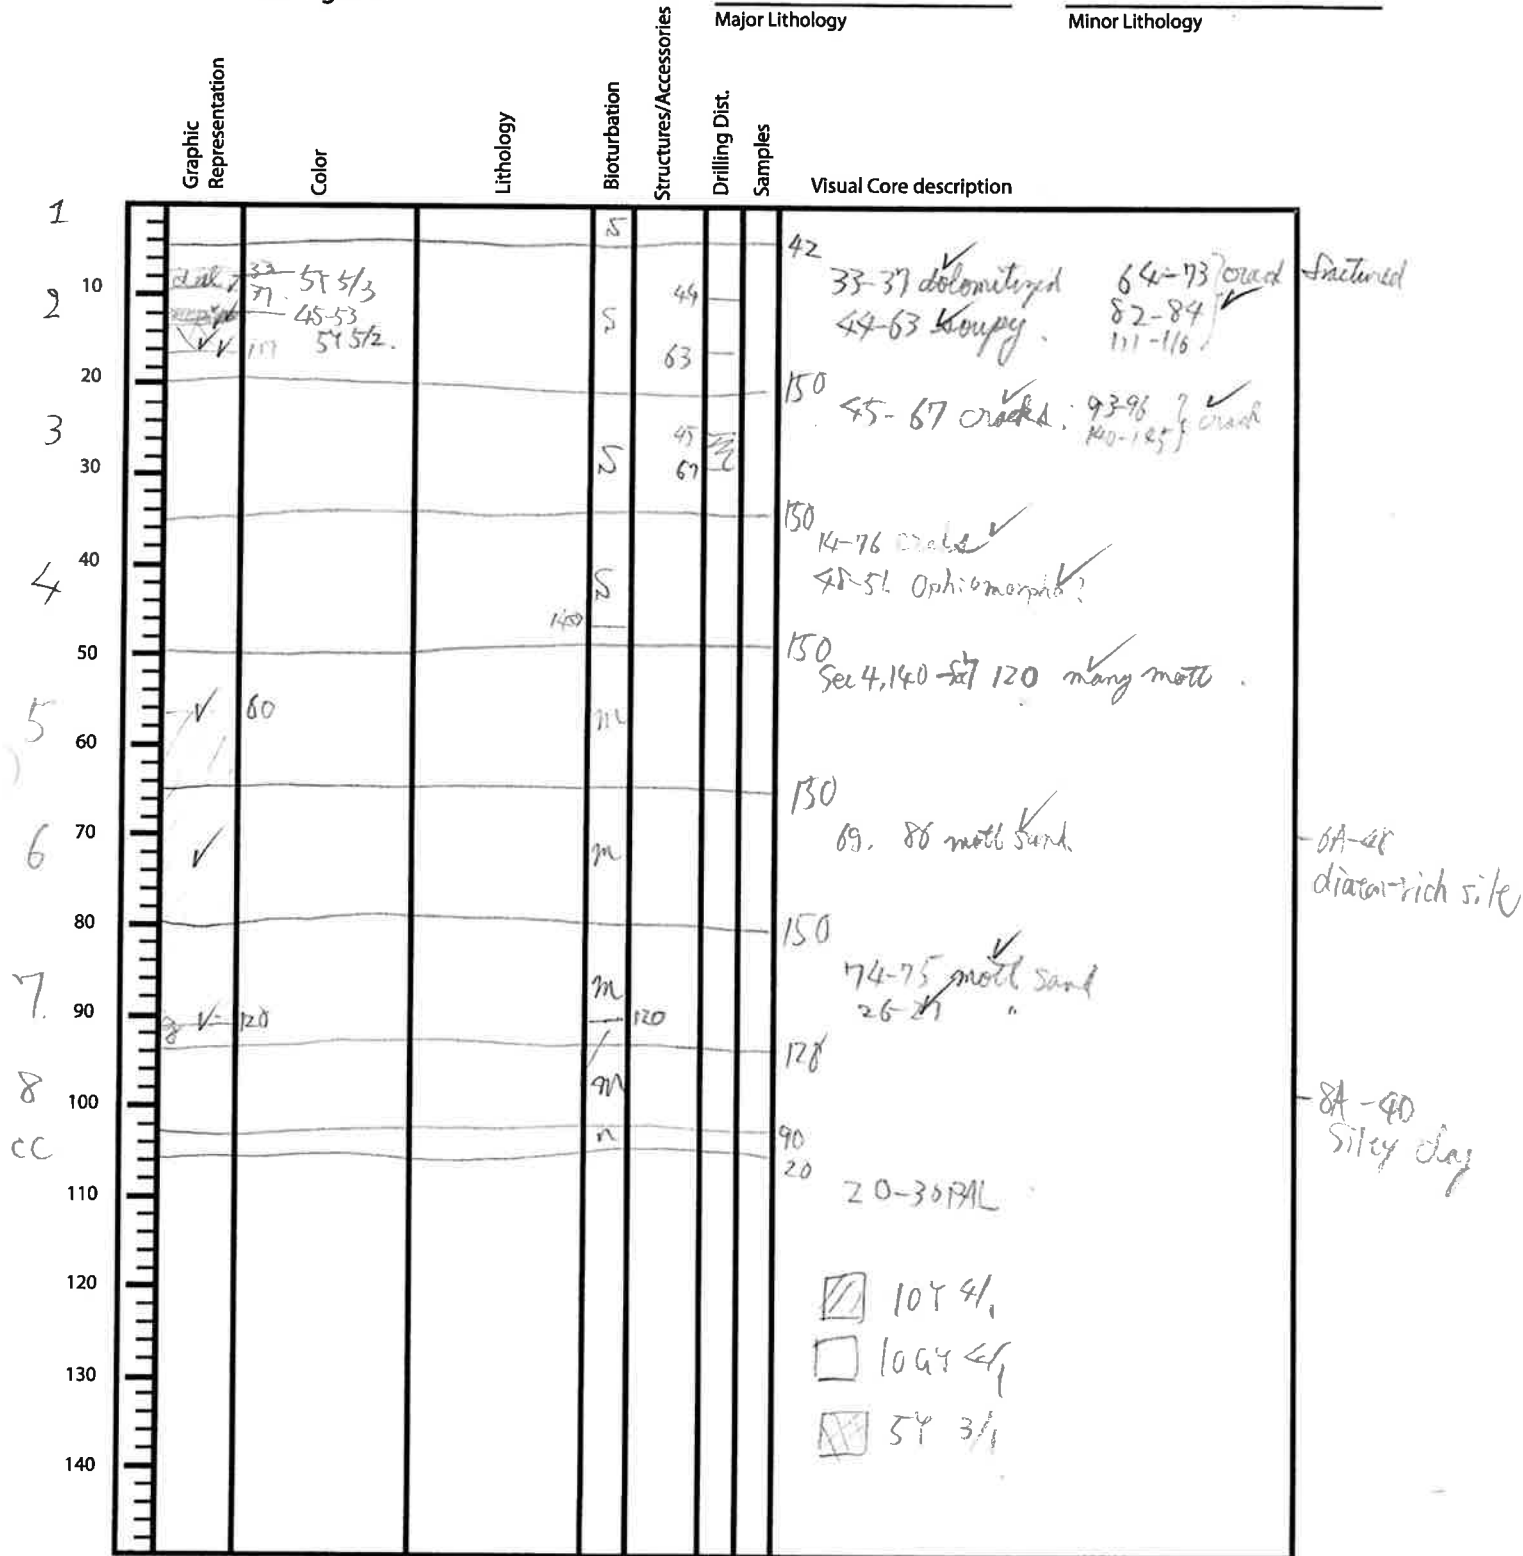 Major Lithology
Minor Lithology
Graphic Representation
Color
Lithology
Bioturbation
Structures/Accessories
Drilling Dist.
Samples
Visual Core description
1
S
42
10
dol
33
37
5Y 5/3
33-37 dolomitized
64-73
crack
fractured
2
45-53
44
82-84
44-63 soupy.
S
5Y 5/2.
111-116
117
63
20
150
45-67 cracks.
93-96
crack
3
45
140-145
30
S
67
150
14-76 cracks
40
4
S
48-51 Ophiomorpha?
140
50
150
Sec 4, 140 - 120 many mott.
5
60
m
60
150
70
6
m
69. 86 mott sand.
6A-48
diatom-rich silt
80
150
7.
m
74-75 mott sand
26-27 "
90
120
120
128
8
m
100
8A-40
Silty clay
cc
90
20
110
20-30 PAL
120
10Y 4/1
10GY 4/1
130
5Y 3/1
140